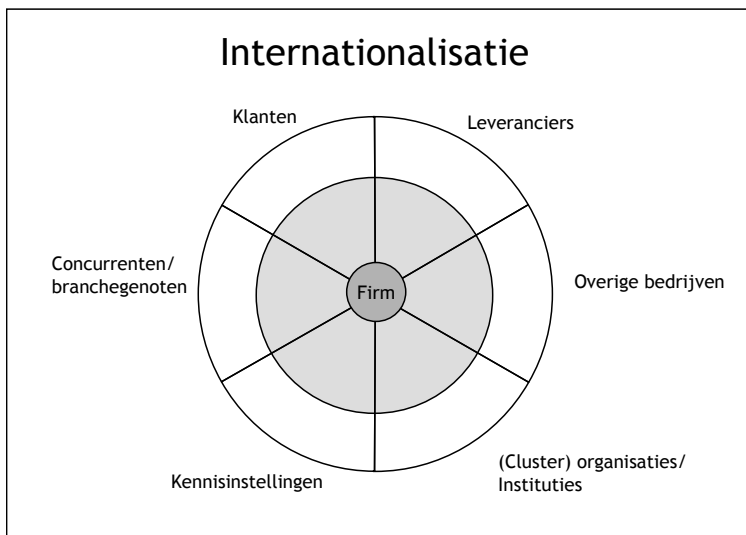 Internationalisatie
Klanten
Leveranciers
Concurrenten/
branchegenoten
Firm
Overige bedrijven
Kennisinstellingen
(Cluster) organisaties/
Instituties